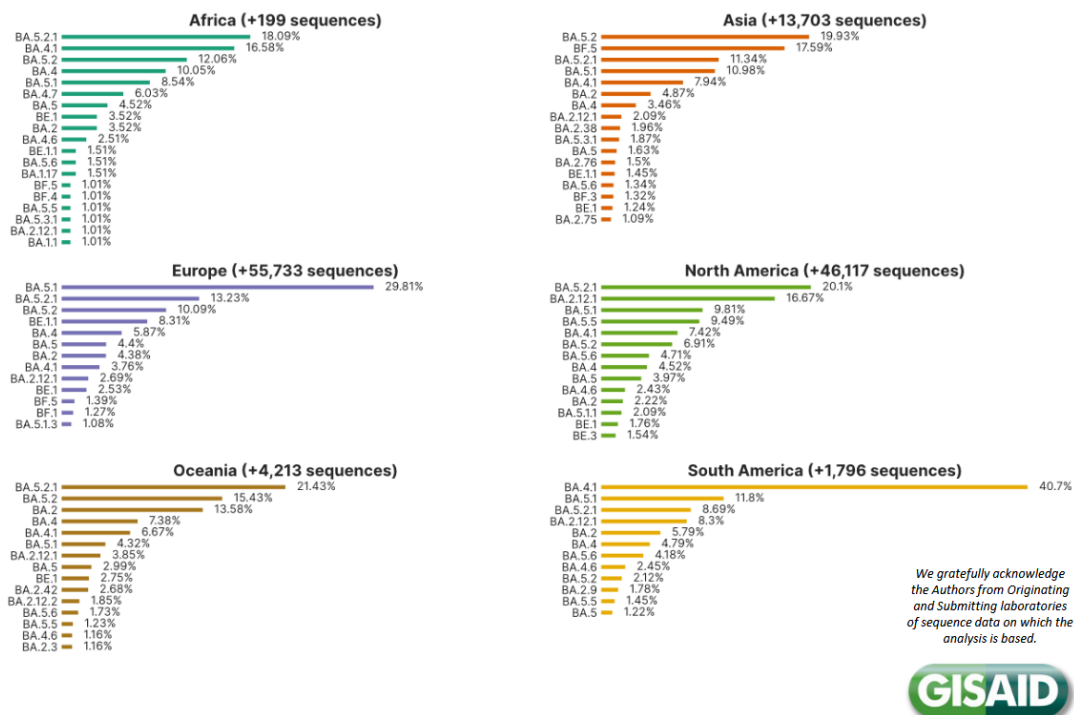 Africa (+199 sequences)
BA.5.2.1 18.09%
BA.4.1 16.58%
BA.5.2 12.06%
BA.4 10.05%
BA.5.1 8.54%
BA.4.7 6.03%
BA.5 4.52%
BE.1 3.52%
BA.2 3.52%
BA.4.6 2.51%
BE.1.1 1.51%
BA.5.6 1.51%
BA.1.17 1.51%
BF.5 1.01%
BF.4 1.01%
BA.5.5 1.01%
BA.5.3.1 1.01%
BA.2.12.1 1.01%
BA.1.1 1.01%
Asia (+13,703 sequences)
BA.5.2 19.93%
BF.5 17.59%
BA.5.2.1 11.34%
BA.5.1 10.98%
BA.4.1 7.94%
BA.2 4.87%
BA.4 3.46%
BA.2.12.1 2.09%
BA.2.38 1.96%
BA.5.3.1 1.87%
BA.5 1.63%
BA.2.76 1.5%
BE.1.1 1.45%
BA.5.6 1.34%
BF.3 1.32%
BE.1 1.24%
BA.2.75 1.09%
Europe (+55,733 sequences)
BA.5.1 29.81%
BA.5.2.1 13.23%
BA.5.2 10.09%
BE.1.1 8.31%
BA.4 5.87%
BA.5 4.4%
BA.2 4.38%
BA.4.1 3.76%
BA.2.12.1 2.69%
BE.1 2.53%
BF.5 1.39%
BF.1 1.27%
BA.5.1.3 1.08%
North America (+46,117 sequences)
BA.5.2.1 20.1%
BA.2.12.1 16.67%
BA.5.1 9.81%
BA.5.5 9.49%
BA.4.1 7.42%
BA.5.2 6.91%
BA.5.6 4.71%
BA.4 4.52%
BA.5 3.97%
BA.4.6 2.43%
BA.2 2.22%
BA.5.1.1 2.09%
BE.1 1.76%
BE.3 1.54%
Oceania (+4,213 sequences)
BA.5.2.1 21.43%
BA.5.2 15.43%
BA.2 13.58%
BA.4 7.38%
BA.4.1 6.67%
BA.5.1 4.32%
BA.2.12.1 3.85%
BA.5 2.99%
BE.1 2.75%
BA.2.42 2.68%
BA.2.12.2 1.85%
BA.5.6 1.73%
BA.5.5 1.23%
BA.4.6 1.16%
BA.2.3 1.16%
South America (+1,796 sequences)
BA.4.1 40.7%
BA.5.1 11.8%
BA.5.2.1 8.69%
BA.2.12.1 8.3%
BA.2 5.79%
BA.4 4.79%
BA.5.6 4.18%
BA.4.6 2.45%
BA.5.2 2.12%
BA.2.9 1.78%
BA.5.5 1.45%
BA.5 1.22%
We gratefully acknowledge
the Authors from Originating
and Submitting laboratories
of sequence data on which the
analysis is based.
GISAID